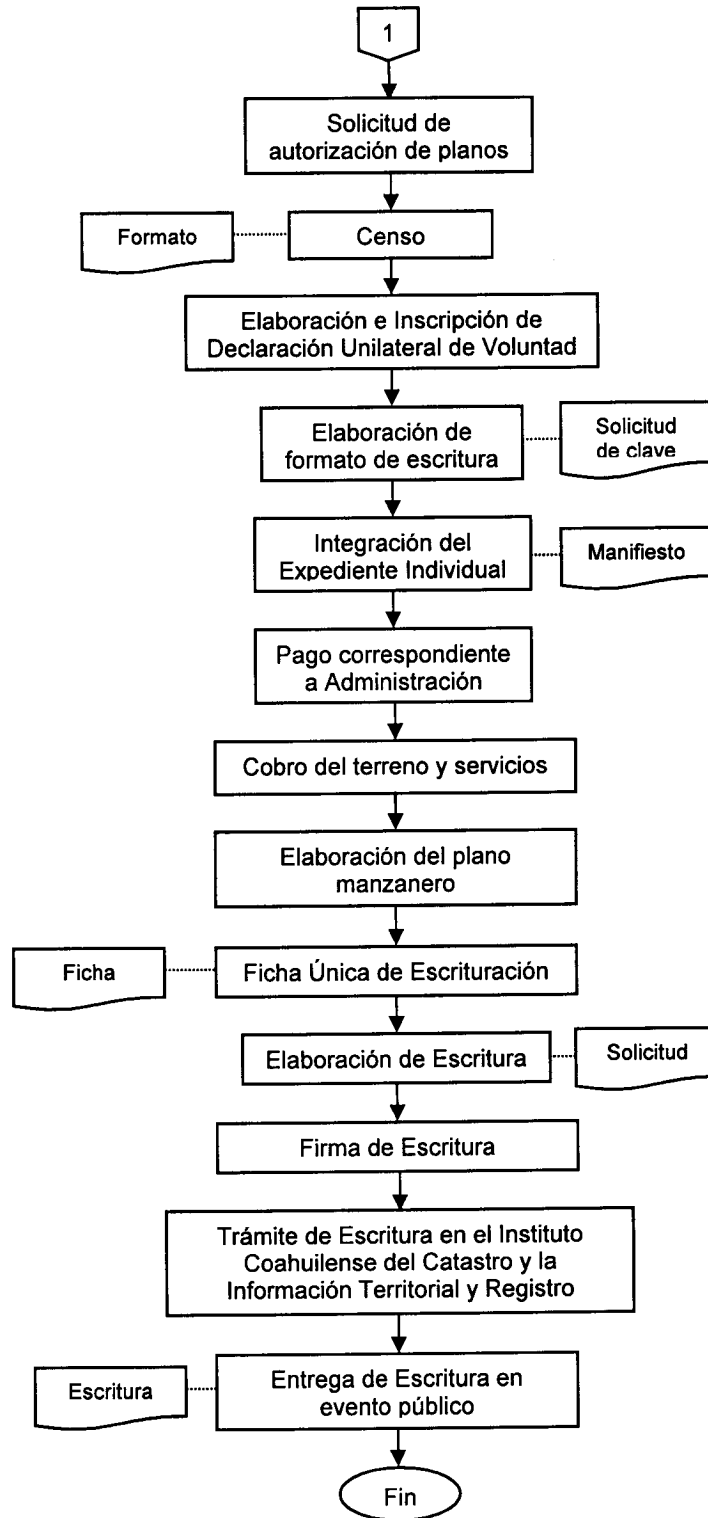 1
Solicitud de
autorización de planos
Formato
Censo
Elaboración e Inscripción de
Declaración Unilateral de Voluntad
Elaboración de
formato de escritura
Solicitud
de clave
Integración del
Expediente Individual
Manifiesto
Pago correspondiente
a Administración
Cobro del terreno y servicios
Elaboración del plano
manzanero
Ficha
Ficha Única de Escrituración
Elaboración de Escritura
Solicitud
Firma de Escritura
Trámite de Escritura en el Instituto
Coahuilense del Catastro y la
Información Territorial y Registro
Escritura
Entrega de Escritura en
evento público
Fin